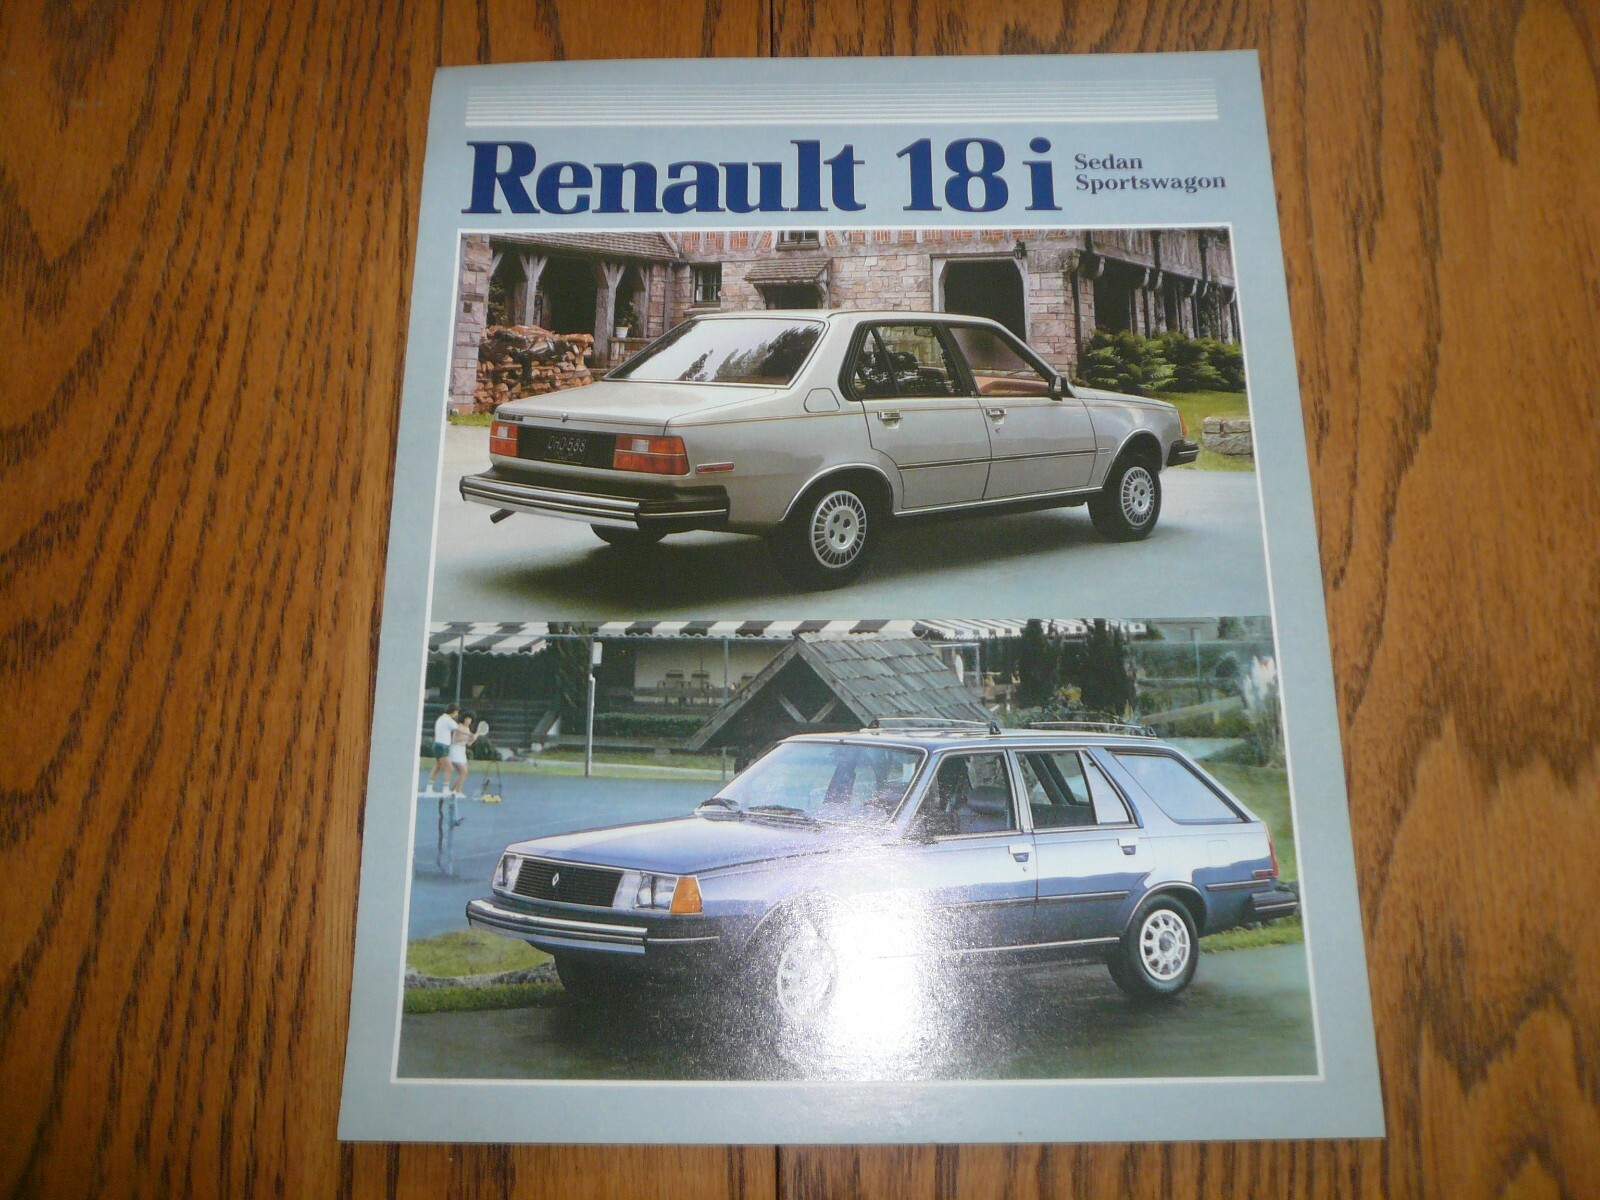 Renault 18i
Sedan
Sportswagon